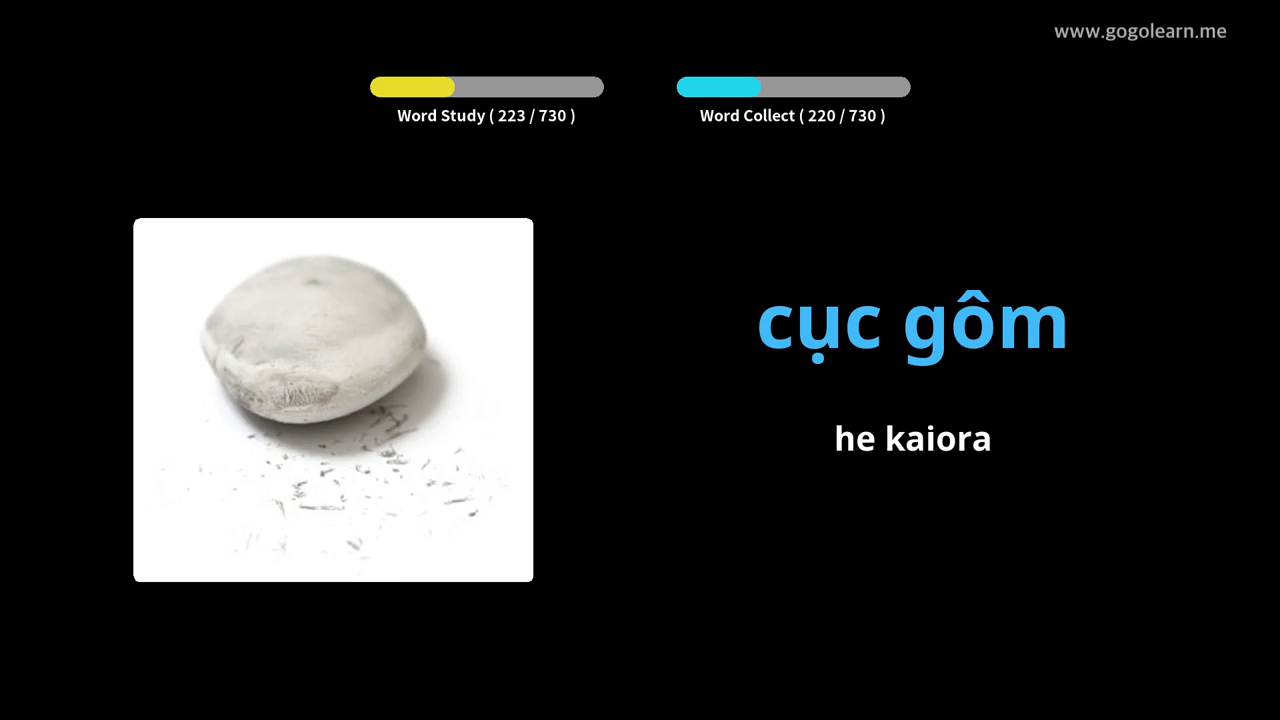 www.gogolearn.me
Word Study ( 223 / 730 )
Word Collect ( 220 / 730 )
cục gôm
he kaiora